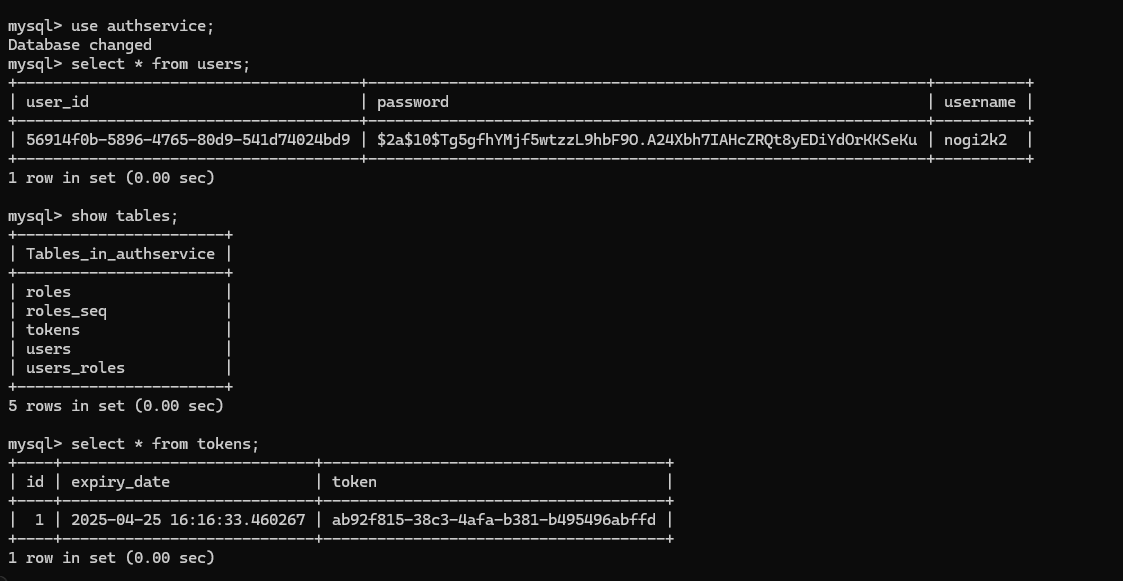 mysql> use authservice;
Database changed
mysql> select * from users;
+--------------------------------------+--------------------------------------------------------------+----------+
| user_id                              | password                                                     | username |
+--------------------------------------+--------------------------------------------------------------+----------+
| 56914f0b-5896-4765-80d9-541d74024bd9 | $2a$10$Tg5gfhYMjf5wtzzL9hbF9O.A24Xbh7IAHcZRQt8yEDiYdOrKKSeKu | nogi2k2  |
+--------------------------------------+--------------------------------------------------------------+----------+
1 row in set (0.00 sec)
mysql> show tables;
+-----------------------+
| Tables_in_authservice |
+-----------------------+
| roles                 |
| roles_seq             |
| tokens                |
| users                 |
| users_roles           |
+-----------------------+
5 rows in set (0.00 sec)
mysql> select * from tokens;
+----+----------------------------+--------------------------------------+
| id | expiry_date                | token                                |
+----+----------------------------+--------------------------------------+
|  1 | 2025-04-25 16:16:33.460267 | ab92f815-38c3-4afa-b381-b495496abffd |
+----+----------------------------+--------------------------------------+
1 row in set (0.00 sec)